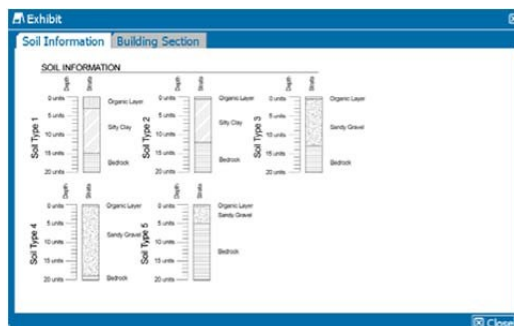 Exhibit
Soil Information
Building Section
SOIL INFORMATION
Soil Type 1
Depth
Strata
0 units
5 units
10 units
15 units
20 units
Organic Layer
Silty Clay
Bedrock
Soil Type 2
Depth
Strata
0 units
5 units
10 units
15 units
20 units
Organic Layer
Silty Clay
Bedrock
Soil Type 3
Depth
Strata
0 units
5 units
10 units
15 units
20 units
Organic Layer
Sandy Gravel
Bedrock
Soil Type 4
Depth
Strata
0 units
5 units
10 units
15 units
20 units
Organic Layer
Sandy Gravel
Bedrock
Soil Type 5
Depth
Strata
0 units
5 units
10 units
15 units
20 units
Organic Layer
Sandy Gravel
Bedrock
Close